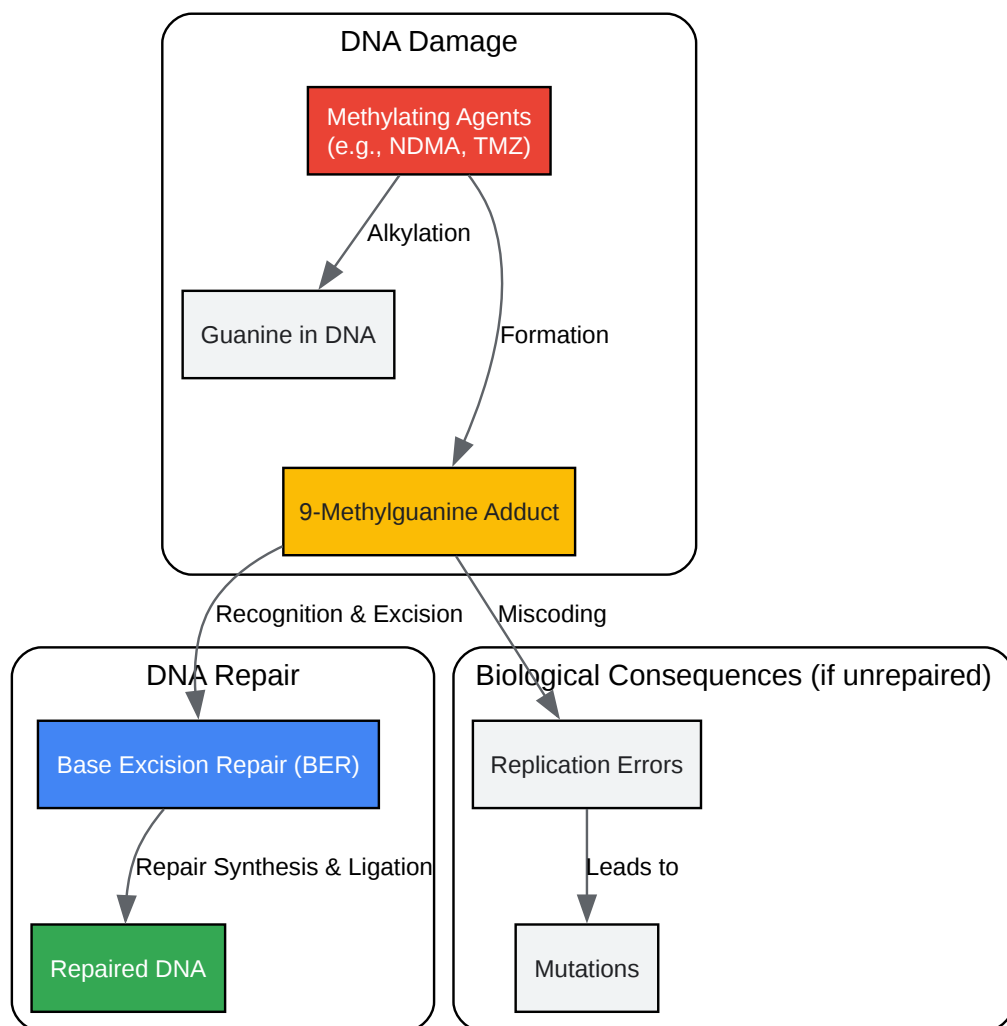 DNA Damage
Methylating Agents
(e.g., NDMA, TMZ)
Alkylation
Guanine in DNA
Formation
9-Methylguanine Adduct
Recognition & Excision
Miscoding
DNA Repair
Biological Consequences (if unrepaired)
Base Excision Repair (BER)
Replication Errors
Repair Synthesis & Ligation
Leads to
Repaired DNA
Mutations